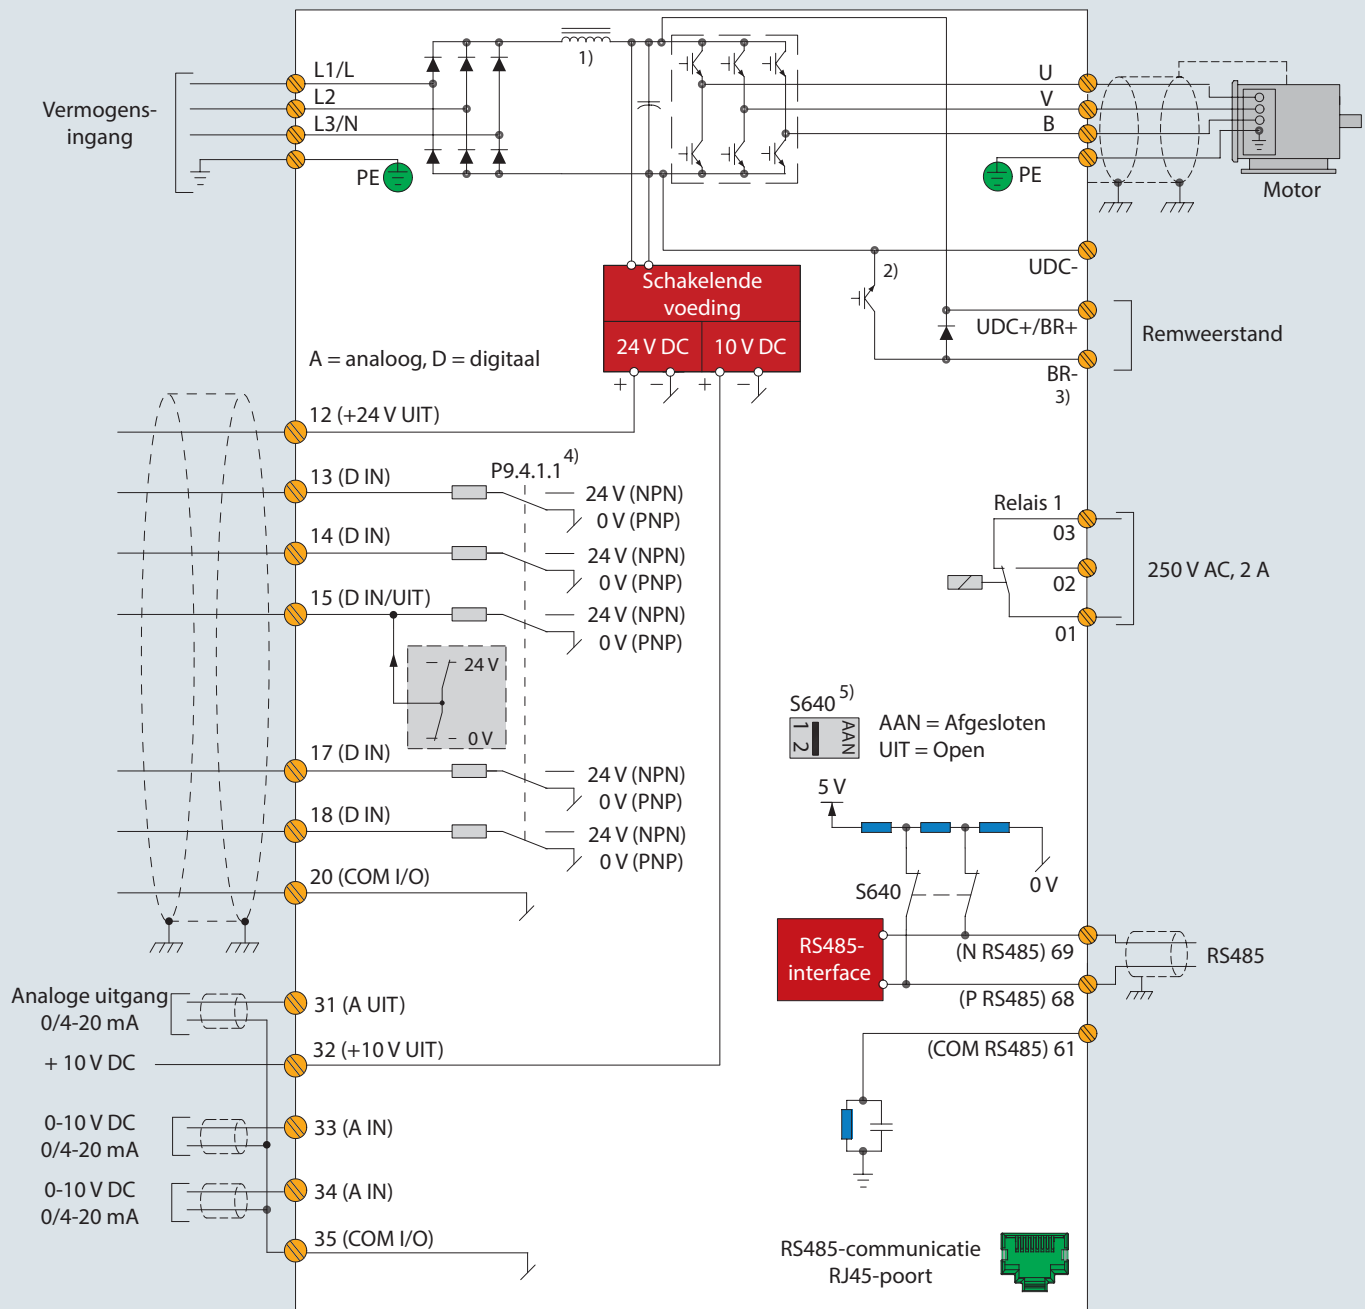 Vermogens-
ingang
L1/L
L2
L3/N
PE
1)
U
V
B
PE
Motor
2)
UDC-
UDC+/BR+
BR-
3)
Remweerstand
Schakelende
voeding
24 V DC
10 V DC
+
−
+
−
A = analoog, D = digitaal
12 (+24 V UIT)
13 (D IN)
P9.4.1.1 4)
24 V (NPN)
0 V (PNP)
14 (D IN)
24 V (NPN)
0 V (PNP)
15 (D IN/UIT)
24 V (NPN)
0 V (PNP)
24 V
0 V
17 (D IN)
24 V (NPN)
0 V (PNP)
18 (D IN)
24 V (NPN)
0 V (PNP)
20 (COM I/O)
Relais 1
03
02
01
250 V AC, 2 A
S640 5)
1 2
AAN
AAN = Afgesloten
UIT = Open
5 V
0 V
S640
RS485-
interface
(N RS485) 69
(P RS485) 68
RS485
(COM RS485) 61
Analoge uitgang
0/4-20 mA
31 (A UIT)
+ 10 V DC
32 (+10 V UIT)
0-10 V DC
0/4-20 mA
33 (A IN)
0-10 V DC
0/4-20 mA
34 (A IN)
35 (COM I/O)
RS485-communicatie
RJ45-poort